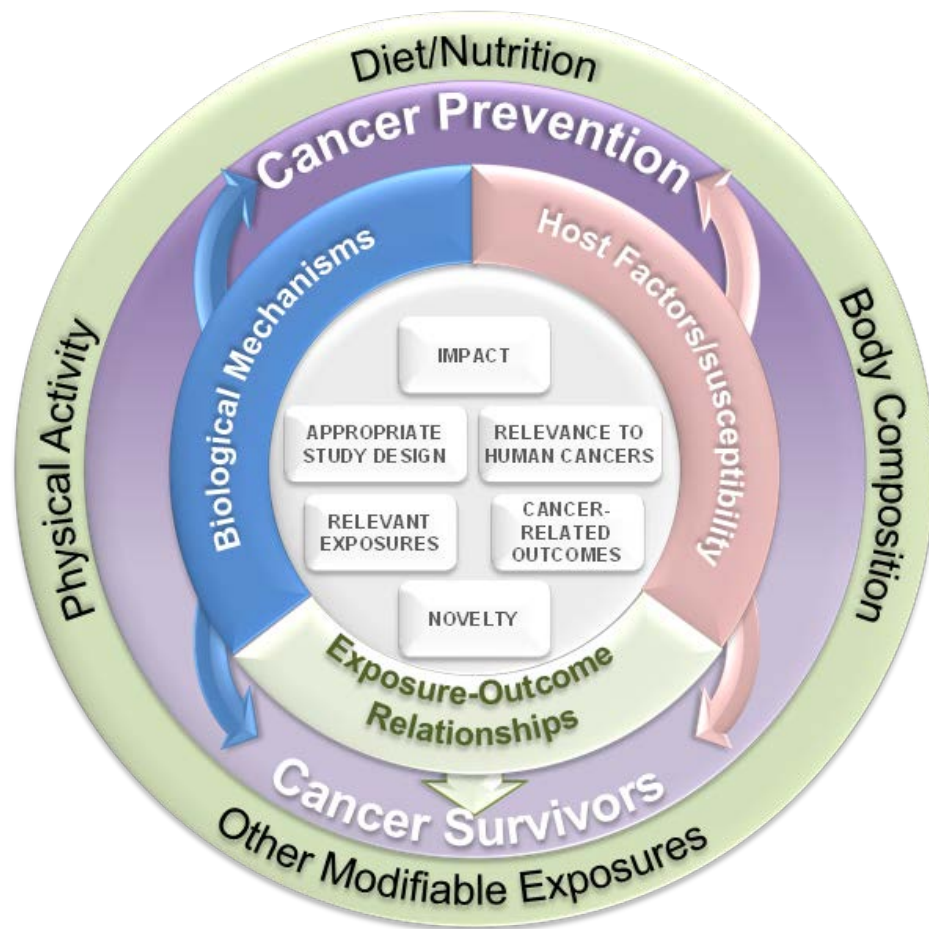 Diet/Nutrition
Cancer Prevention
Biological Mechanisms
Host Factors/susceptibility
Physical Activity
Body Composition
IMPACT
APPROPRIATE
STUDY DESIGN
RELEVANCE TO
HUMAN CANCERS
RELEVANT
EXPOSURES
CANCER-
RELATED
OUTCOMES
NOVELTY
Exposure-Outcome
Relationships
Cancer Survivors
Other Modifiable Exposures